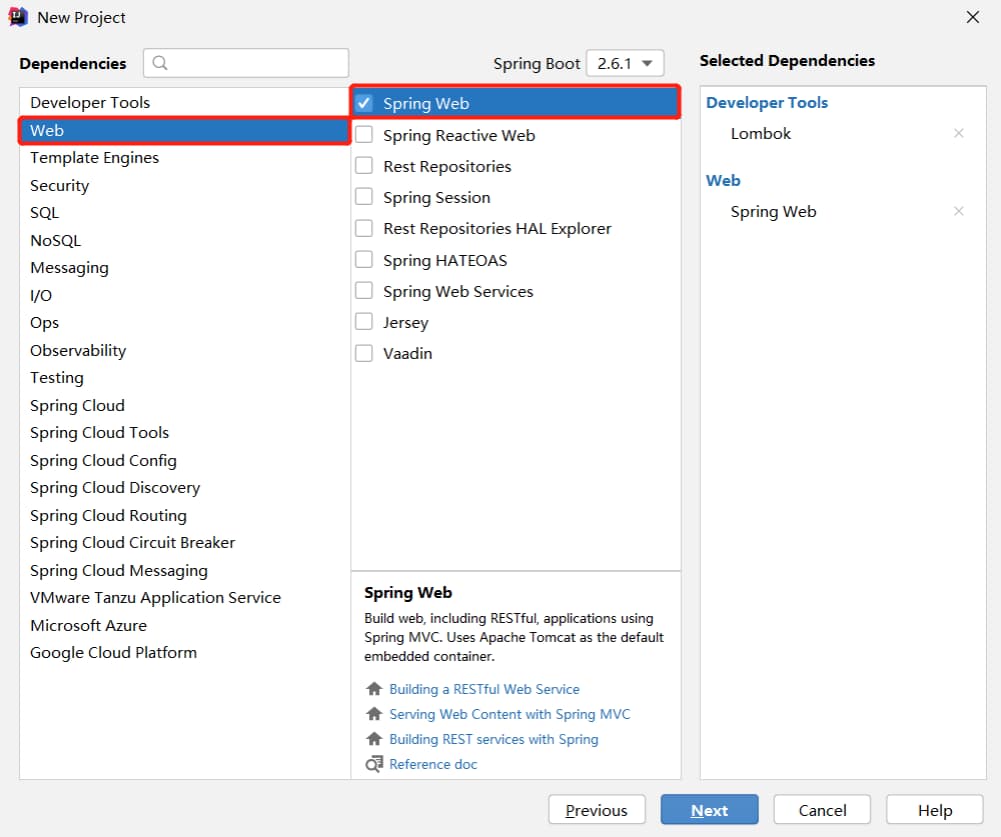 New Project
Dependencies
Spring Boot 2.6.1
Selected Dependencies
Developer Tools
Web
Template Engines
Security
SQL
NoSQL
Messaging
I/O
Ops
Observability
Testing
Spring Cloud
Spring Cloud Tools
Spring Cloud Config
Spring Cloud Discovery
Spring Cloud Routing
Spring Cloud Circuit Breaker
Spring Cloud Messaging
VMware Tanzu Application Service
Microsoft Azure
Google Cloud Platform
Spring Web
Spring Reactive Web
Rest Repositories
Spring Session
Rest Repositories HAL Explorer
Spring HATEOAS
Spring Web Services
Jersey
Vaadin
Spring Web
Build web, including RESTful, applications using
Spring MVC. Uses Apache Tomcat as the default
embedded container.
Building a RESTful Web Service
Serving Web Content with Spring MVC
Building REST services with Spring
Reference doc
Developer Tools
Lombok
Web
Spring Web
Previous
Next
Cancel
Help